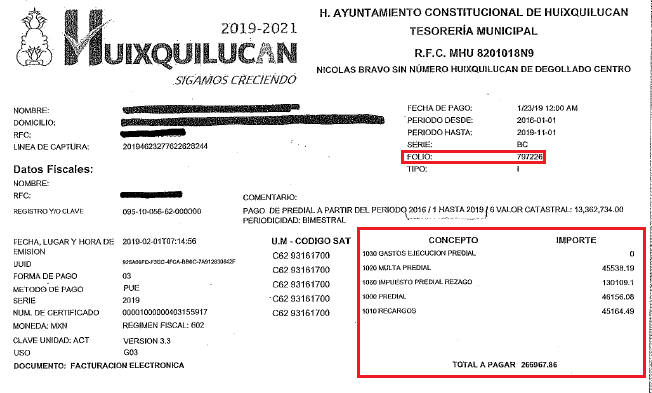 HUIXQUILUCAN
2019-2021
SIGAMOS CRECIENDO
H. AYUNTAMIENTO CONSTITUCIONAL DE HUIXQUILUCAN
TESORERÍA MUNICIPAL
R.F.C. MHU 8201018N9
NICOLAS BRAVO SIN NÚMERO HUIXQUILUCAN DE DEGOLLADO CENTRO
NOMBRE:
DOMICILIO:
RFC:
LINEA DE CAPTURA: 20194623277622628244
FECHA DE PAGO: 1/23/19 12:00 AM
PERIODO DESDE: 2016-01-01
PERIODO HASTA: 2019-11-01
SERIE: BC
FOLIO: 797226
TIPO: I
Datos Fiscales:
NOMBRE:
RFC:
REGISTRO Y/O CLAVE 095-10-056-62-000000
COMENTARIO:
PAGO DE PREDIAL A PARTIR DEL PERIODO 2016 / 1 HASTA 2019 / 6 VALOR CATASTRAL: 13,362,734.00
PERIODICIDAD: BIMESTRAL
FECHA, LUGAR Y HORA DE EMISION 2019-02-01T07:14:56
UUID
FORMA DE PAGO 03
METODO DE PAGO PUE
SERIE 2019
NUM. DE CERTIFICADO 00001000000403155917
MONEDA: MXN REGIMEN FISCAL: 602
CLAVE UNIDAD: ACT VERSION 3.3
USO G03
DOCUMENTO: FACTURACION ELECTRONICA
U.M - CODIGO SAT
C62 93161700
C62 93161700
C62 93161700
C62 93161700
C62 93161700
CONCEPTO IMPORTE
1030 GASTOS EJECUCION PREDIAL 0
1020 MULTA PREDIAL 45538.19
1050 IMPUESTO PREDIAL REZAGO 130109.1
1000 PREDIAL 46156.08
1010 RECARGOS 45164.49
TOTAL A PAGAR 266967.86